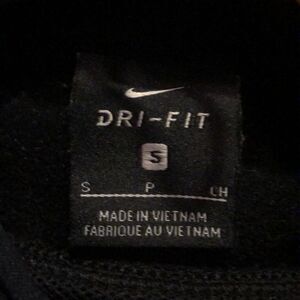 DRI-FIT
S
S P CH
MADE IN VIETNAM
FABRIQUE AU VIETNAM